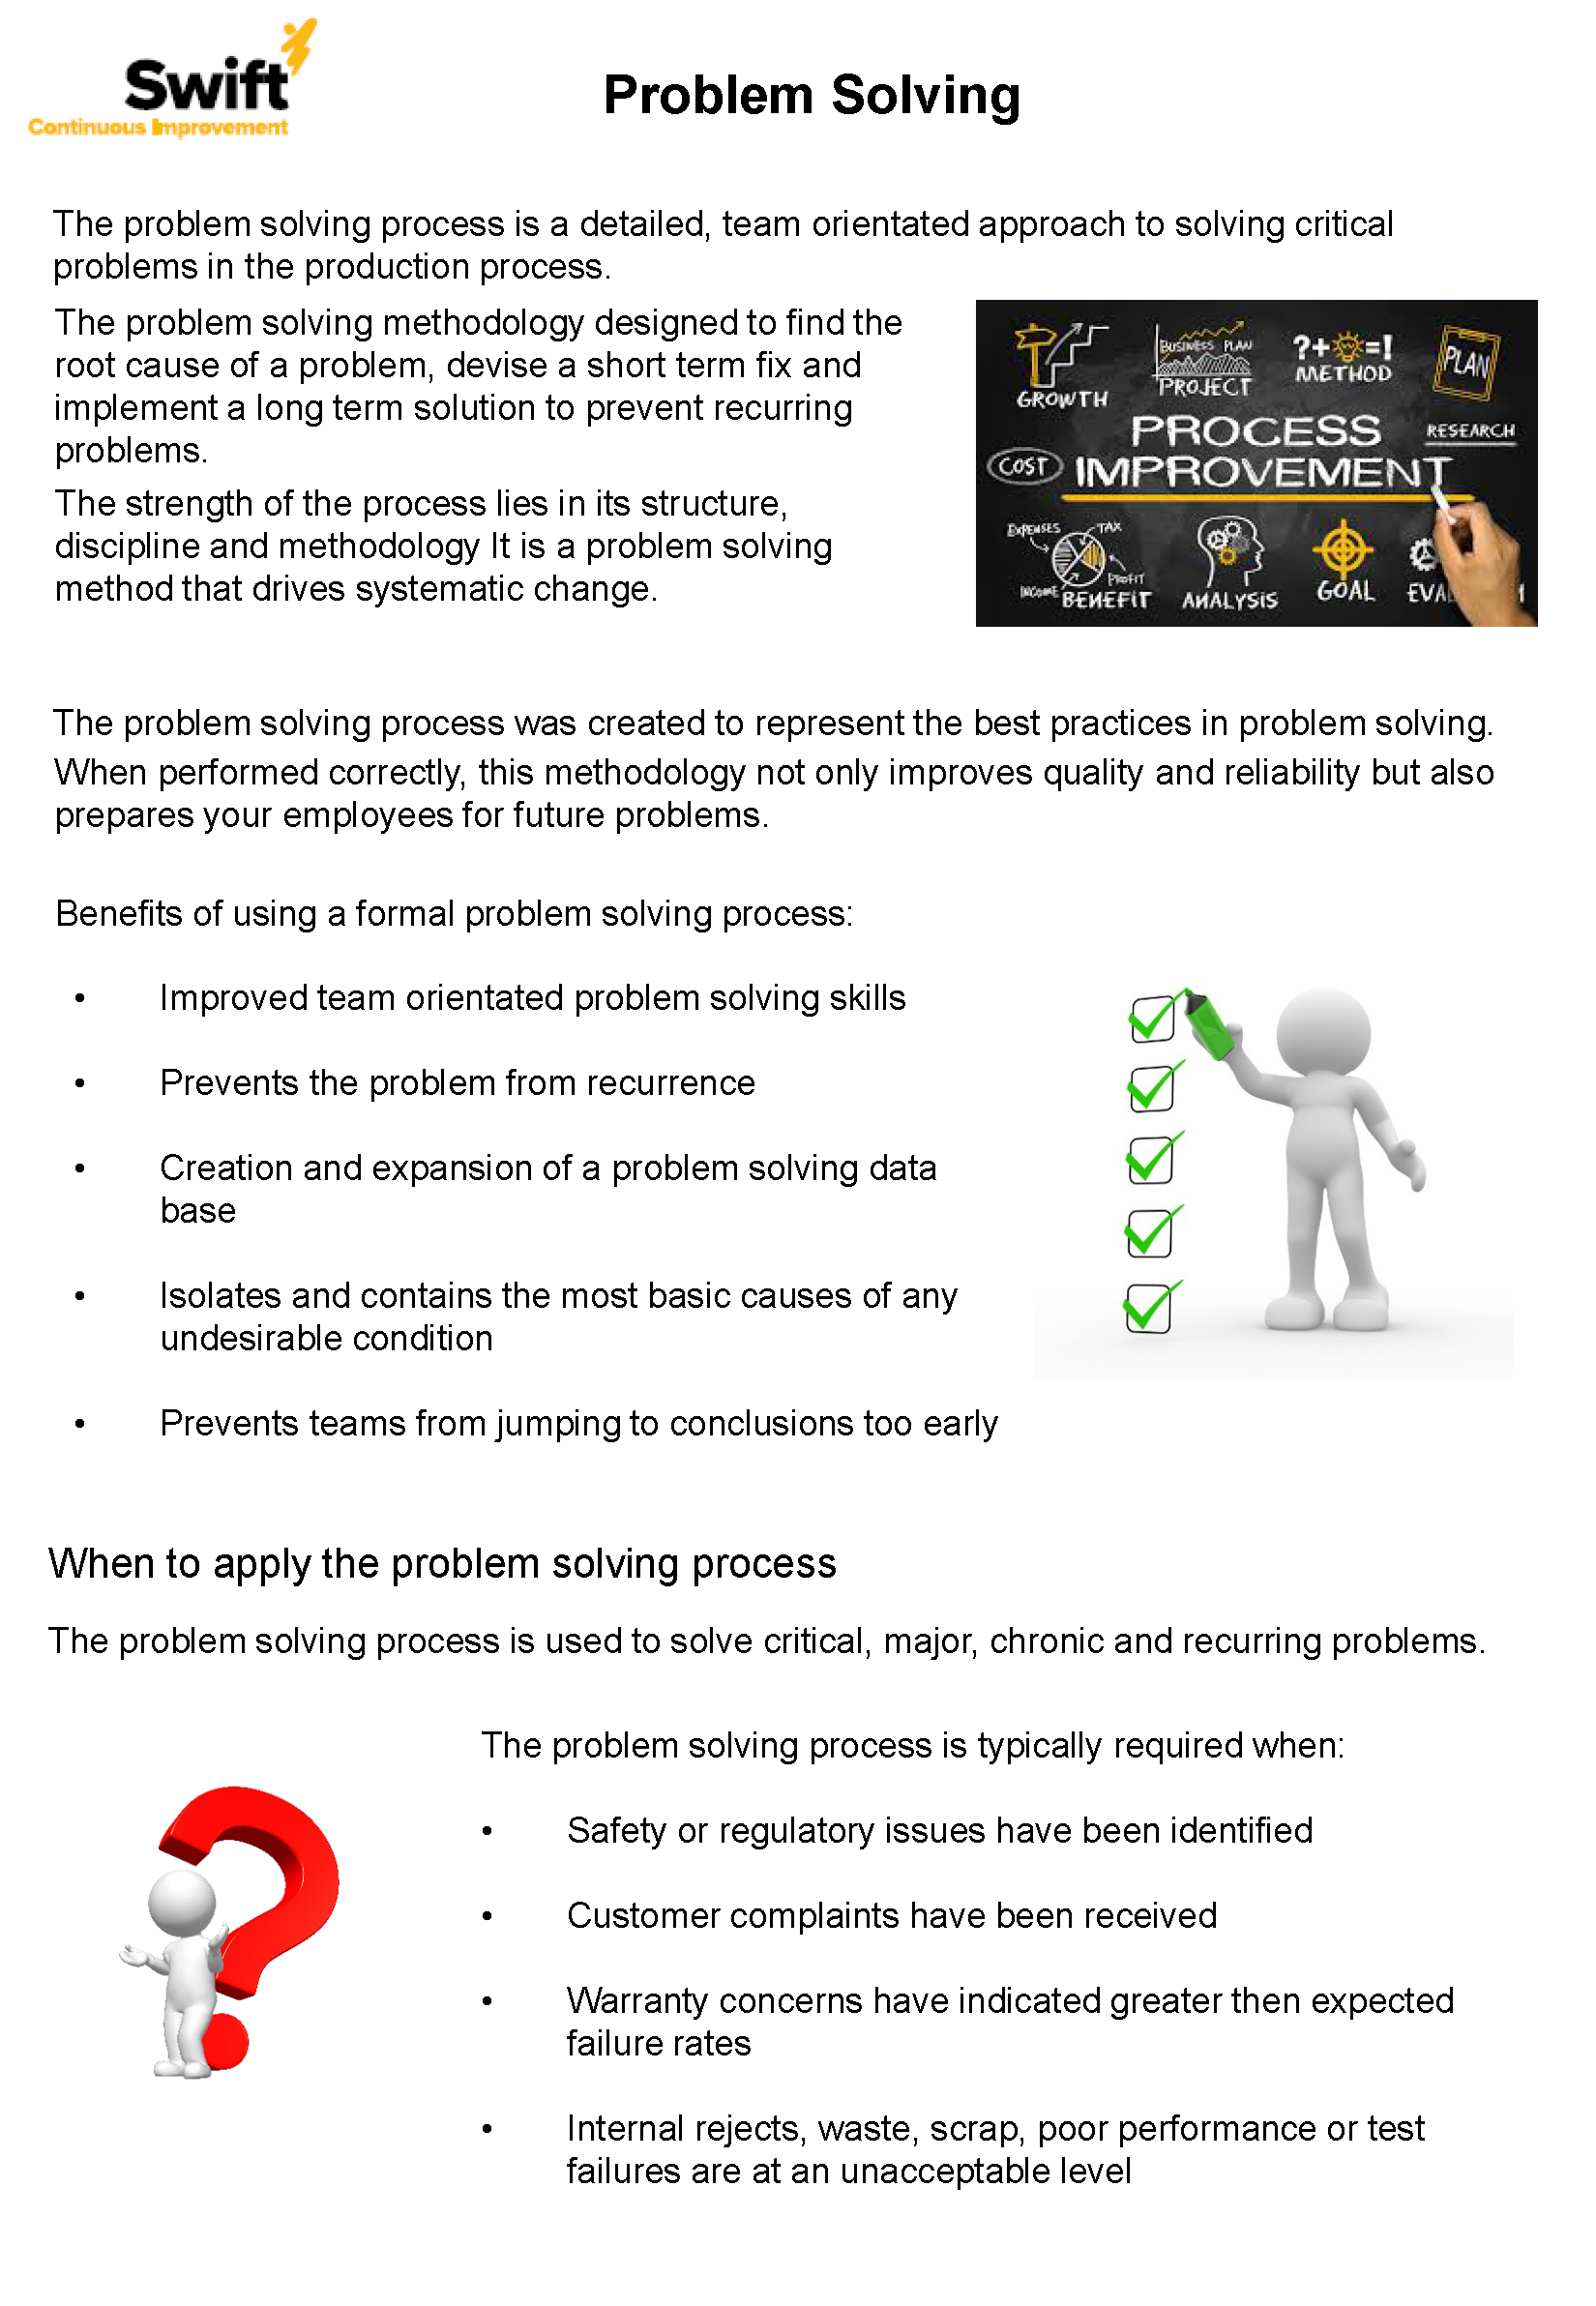 Swift
Continuous Improvement
Problem Solving
The problem solving process is a detailed, team orientated approach to solving critical
problems in the production process.
The problem solving methodology designed to find the
root cause of a problem, devise a short term fix and
implement a long term solution to prevent recurring
problems.
The strength of the process lies in its structure,
discipline and methodology It is a problem solving
method that drives systematic change.
GROWTH
BUSINESS PLAN
PROJECT
?+ =!
METHOD
PLAN
PROCESS
IMPROVEMENT
RESEARCH
COST
EXPENSES
TAX
PROFIT
INCOME
BENEFIT
ANALYSIS
GOAL
EVA
The problem solving process was created to represent the best practices in problem solving.
When performed correctly, this methodology not only improves quality and reliability but also
prepares your employees for future problems.
Benefits of using a formal problem solving process:
• Improved team orientated problem solving skills
• Prevents the problem from recurrence
• Creation and expansion of a problem solving data
base
• Isolates and contains the most basic causes of any
undesirable condition
• Prevents teams from jumping to conclusions too early
When to apply the problem solving process
The problem solving process is used to solve critical, major, chronic and recurring problems.
The problem solving process is typically required when:
• Safety or regulatory issues have been identified
• Customer complaints have been received
• Warranty concerns have indicated greater then expected
failure rates
• Internal rejects, waste, scrap, poor performance or test
failures are at an unacceptable level